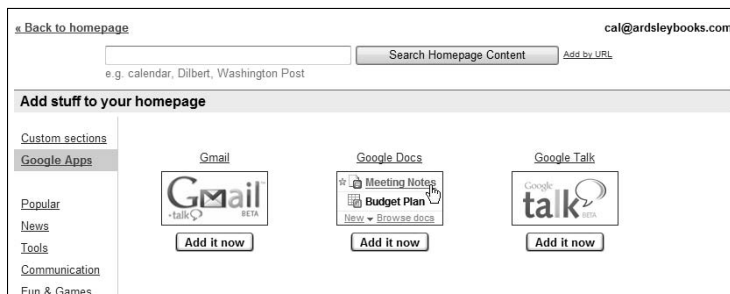 « Back to homepage
cal@ardsleybooks.com
Search Homepage Content
Add by URL
e.g. calendar, Dilbert, Washington Post
Add stuff to your homepage
Custom sections
Google Apps
Popular
News
Tools
Communication
Fun & Games
Gmail
Gmail
talk
BETA
Add it now
Google Docs
Meeting Notes
Budget Plan
New Browse docs
Add it now
Google Talk
Google
talk
BETA
Add it now